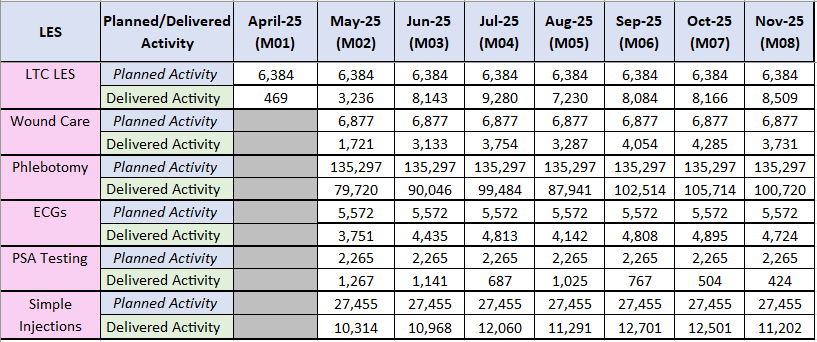 LES Planned/Delivered Activity April-25 (M01) May-25 (M02) Jun-25 (M03) Jul-25 (M04) Aug-25 (M05) Sep-25 (M06) Oct-25 (M07) Nov-25 (M08)
LTC LES Planned Activity 6,384 6,384 6,384 6,384 6,384 6,384 6,384 6,384
Delivered Activity 469 3,236 8,143 9,280 7,230 8,084 8,166 8,509
Wound Care Planned Activity 6,877 6,877 6,877 6,877 6,877 6,877 6,877
Delivered Activity 1,721 3,133 3,754 3,287 4,054 4,285 3,731
Phlebotomy Planned Activity 135,297 135,297 135,297 135,297 135,297 135,297 135,297
Delivered Activity 79,720 90,046 99,484 87,941 102,514 105,714 100,720
ECGs Planned Activity 5,572 5,572 5,572 5,572 5,572 5,572 5,572
Delivered Activity 3,751 4,435 4,813 4,142 4,808 4,895 4,724
PSA Testing Planned Activity 2,265 2,265 2,265 2,265 2,265 2,265 2,265
Delivered Activity 1,267 1,141 687 1,025 767 504 424
Simple Injections Planned Activity 27,455 27,455 27,455 27,455 27,455 27,455 27,455
Delivered Activity 10,314 10,968 12,060 11,291 12,701 12,501 11,202